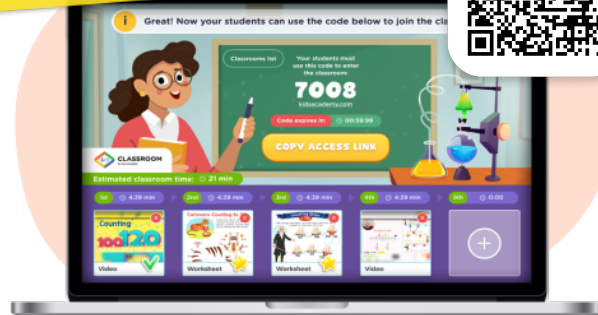 i Great! Now your students can use the code below to join the cla
Classrooms list
Your students must
use this code to enter
the classroom:
7008
kidsacademy.com
Code expires in: 00:59:99
COPY ACCESS LINK
CLASSROOM
Estimated classroom time: 21 min
1st 4:29 min
2nd 4:29 min
3rd 4:29 min
4th 4:29 min
5th 0:00
Counting
100 120
Video
Worksheet
Worksheet
Video